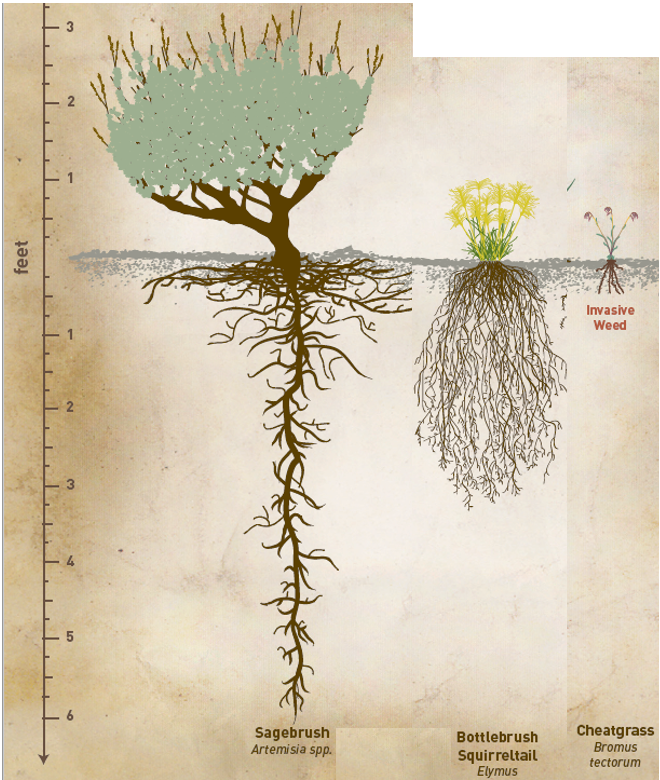 3
2
1
feet
1
2
3
4
5
6
Invasive
Weed
Sagebrush
Artemisia spp.
Bottlebrush
Squirreltail
Elymus
Cheatgrass
Bromus
tectorum